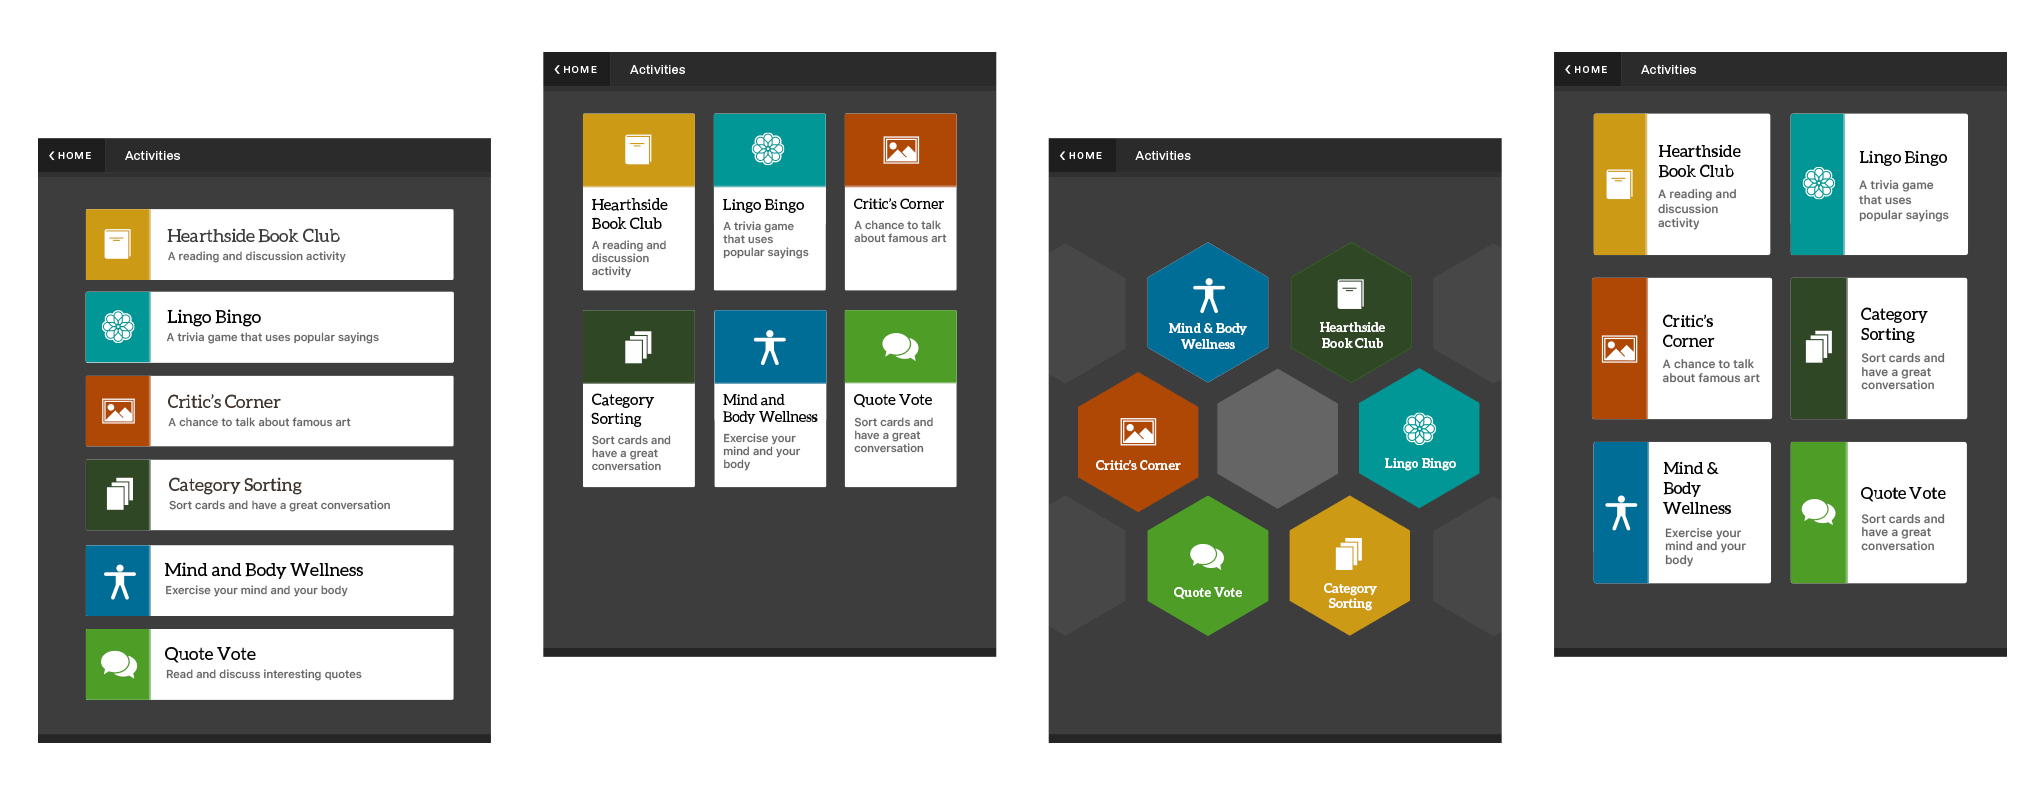 HOME
Activities
Hearthside Book Club
A reading and discussion activity
Lingo Bingo
A trivia game that uses popular sayings
Critic's Corner
A chance to talk about famous art
Category Sorting
Sort cards and have a great conversation
Mind and Body Wellness
Exercise your mind and your body
Quote Vote
Read and discuss interesting quotes
HOME
Activities
Hearthside
Book Club
A reading and
discussion
activity
Lingo Bingo
A trivia game
that uses
popular sayings
Critic's Corner
A chance to talk
about famous art
Category
Sorting
Sort cards and
have a great
conversation
Mind and
Body Wellness
Exercise your
mind and your
body
Quote Vote
Sort cards and
have a great
conversation
HOME
Activities
Mind & Body
Wellness
Hearthside
Book Club
Critic's Corner
Lingo Bingo
Quote Vote
Category
Sorting
HOME
Activities
Hearthside
Book Club
A reading and
discussion
activity
Lingo Bingo
A trivia game
that uses
popular sayings
Critic's
Corner
A chance to talk
about famous art
Category
Sorting
Sort cards and
have a great
conversation
Mind &
Body
Wellness
Exercise your
mind and your
body
Quote Vote
Sort cards and
have a great
conversation